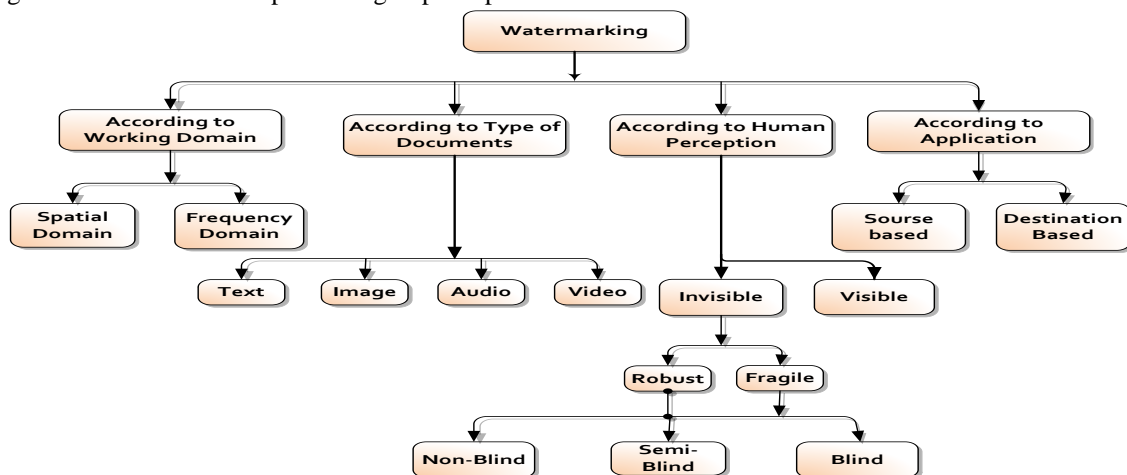 Watermarking
According to
Working Domain
According to Type of
Documents
According to Human
Perception
According to
Application
Spatial
Domain
Frequency
Domain
Sourse
based
Destination
Based
Text
Image
Audio
Video
Invisible
Visible
Robust
Fragile
Non-Blind
Semi-
Blind
Blind